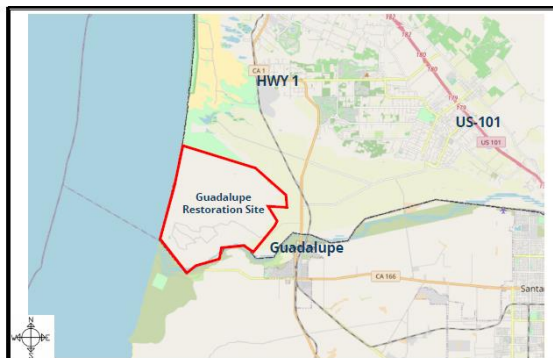 CA 1
HWY 1
US-101
US 101
Guadalupe
Restoration Site
Guadalupe
CA 166
Santa
N
W
E
S